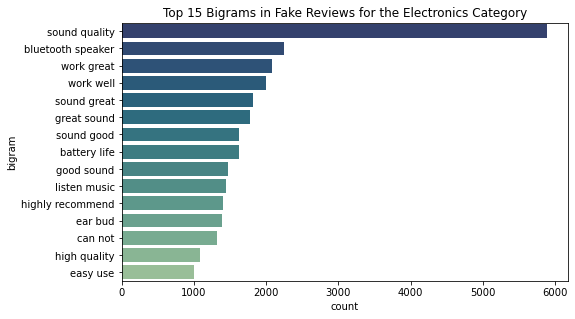 Top 15 Bigrams in Fake Reviews for the Electronics Category
sound quality
bluetooth speaker
work great
work well
sound great
great sound
sound good
battery life
good sound
listen music
highly recommend
ear bud
can not
high quality
easy use
bigram
0 1000 2000 3000 4000 5000 6000
count